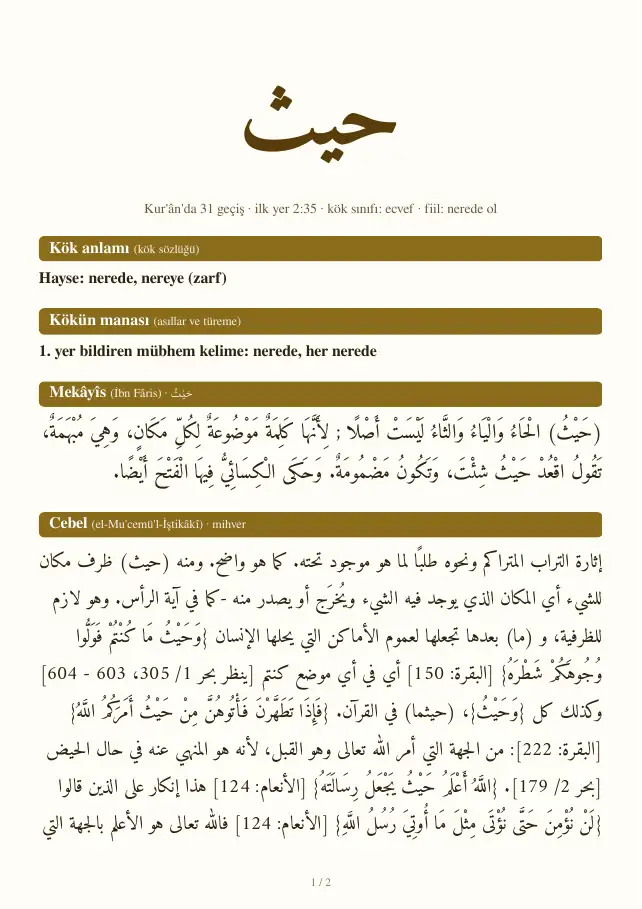 حيث
Kur'ân'da 31 geçiş · ilk yer 2:35 · kök sınıfı: ecvef · fiil: nerede ol
Kök anlamı (kök sözlüğü)
Hayse: nerede, nereye (zarf)
Kökün manası (asıllar ve türeme)
1. yer bildiren mübhem kelime: nerede, her nerede
Mekâyîs (İbn Fâris) · حَيْثُ
(حَيْثُ) الْحَاءُ وَالْيَاءُ وَالثَّاءُ لَيْسَتْ أَصْلًا ; لِأَنَّهَا كَلِمَةٌ مَوْضُوعَةٌ لِكُلِّ مَكَانٍ، وَهِيَ مُبْهَمَةٌ،
تَقُولُ اقْعُدْ حَيْثُ شِئْتَ، وَتَكُونُ مَضْمُومَةٌ. وَحَكَى الْكِسَائِيُّ فِيهَا الْفَتْحَ أَيْضًا.
Cebel (el-Mu'cemü'l-İştikâkî) · mihver
إثارة التراب المتراكم ونحوه طلبًا لما هو موجود تحته. كما هو واضح. ومنه (حيث) ظرف مكان
للشيء أي المكان الذي يوجد فيه الشيء ويُخرَج أو يصدر منه -كما في آية الرأس. وهو لازم
للظرفية، و (ما) بعدها تجعلها لعموم الأماكن التي يحلها الإنسان {وَحَيْثُ مَا كُنْتُمْ فَوَلُّوا
وُجُوهَكُمْ شَطْرَهُ} [البقرة: 150] أي في أي موضع كنتم [ينظر بحر 1/ 305، 603 - 604]
وكذلك كل {وَحَيْثُ}، (حيثما) في القرآن. {فَإِذَا تَطَهَّرْنَ فَأْتُوهُنَّ مِنْ حَيْثُ أَمَرَكُمُ اللَّهُ}
[البقرة: 222]: من الجهة التي أمر الله تعالى وهو القبل، لأنه هو المنهي عنه في حال الحيض
[بحر 2/ 179]. {اللَّهُ أَعْلَمُ حَيْثُ يَجْعَلُ رِسَالَتَهُ} [الأنعام: 124] هذا إنكار على الذين قالوا
{لَنْ نُؤْمِنَ حَتَّى نُؤْتَى مِثْلَ مَا أُوتِيَ رُسُلُ اللَّهِ} [الأنعام: 124] فالله تعالى هو الأعلم بالجهة التي
1 / 2